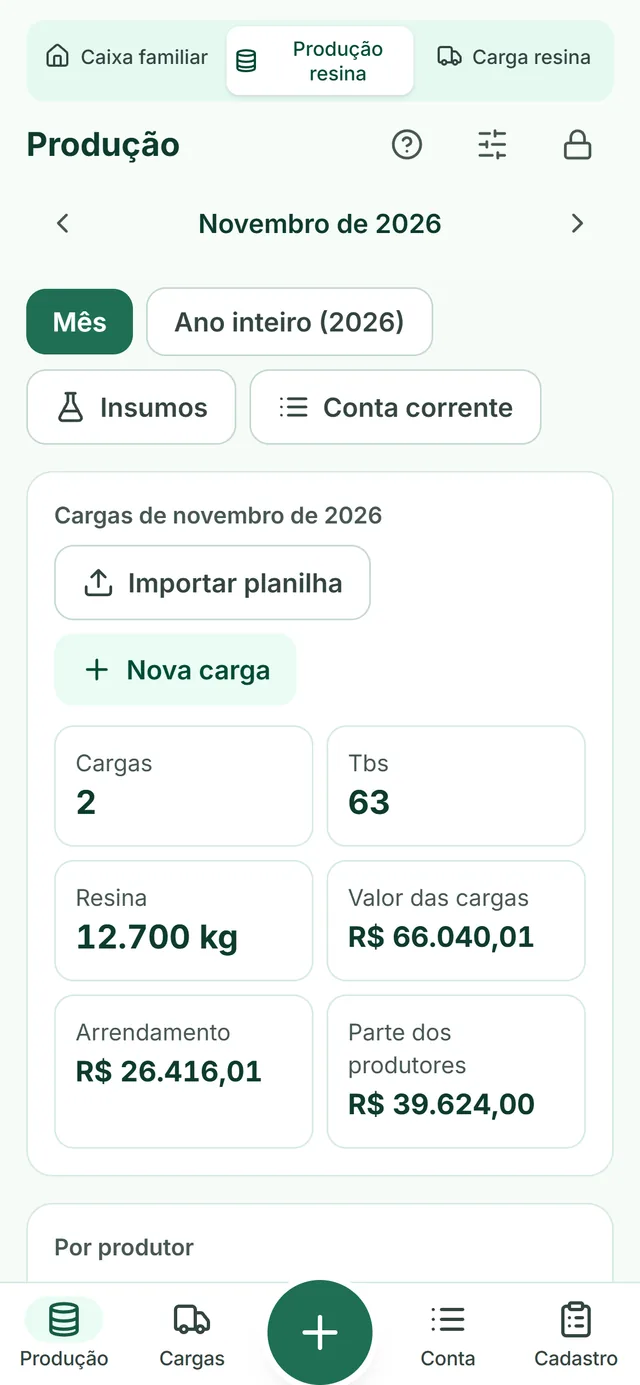 Caixa familiar
Produção
resina
Carga resina
Produção
Novembro de 2026
Mês
Ano inteiro (2026)
Insumos
Conta corrente
Cargas de novembro de 2026
Importar planilha
Nova carga
Cargas
2
Tbs
63
Resina
12.700 kg
Valor das cargas
R$ 66.040,01
Arrendamento
R$ 26.416,01
Parte dos
produtores
R$ 39.624,00
Por produtor
Produção
Cargas
Conta
Cadastro